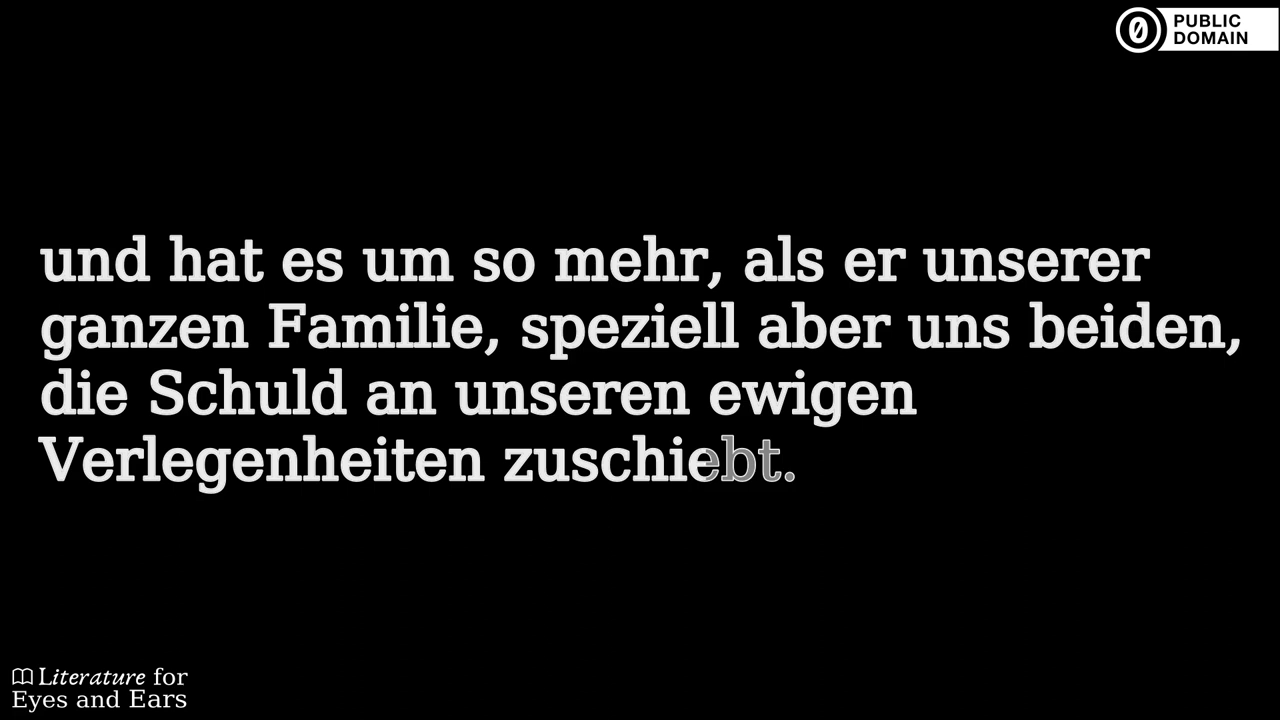 PUBLIC
DOMAIN
und hat es um so mehr, als er unserer
ganzen Familie, speziell aber uns beiden,
die Schuld an unseren ewigen
Verlegenheiten zuschiebt.
Literature for
Eyes and Ears